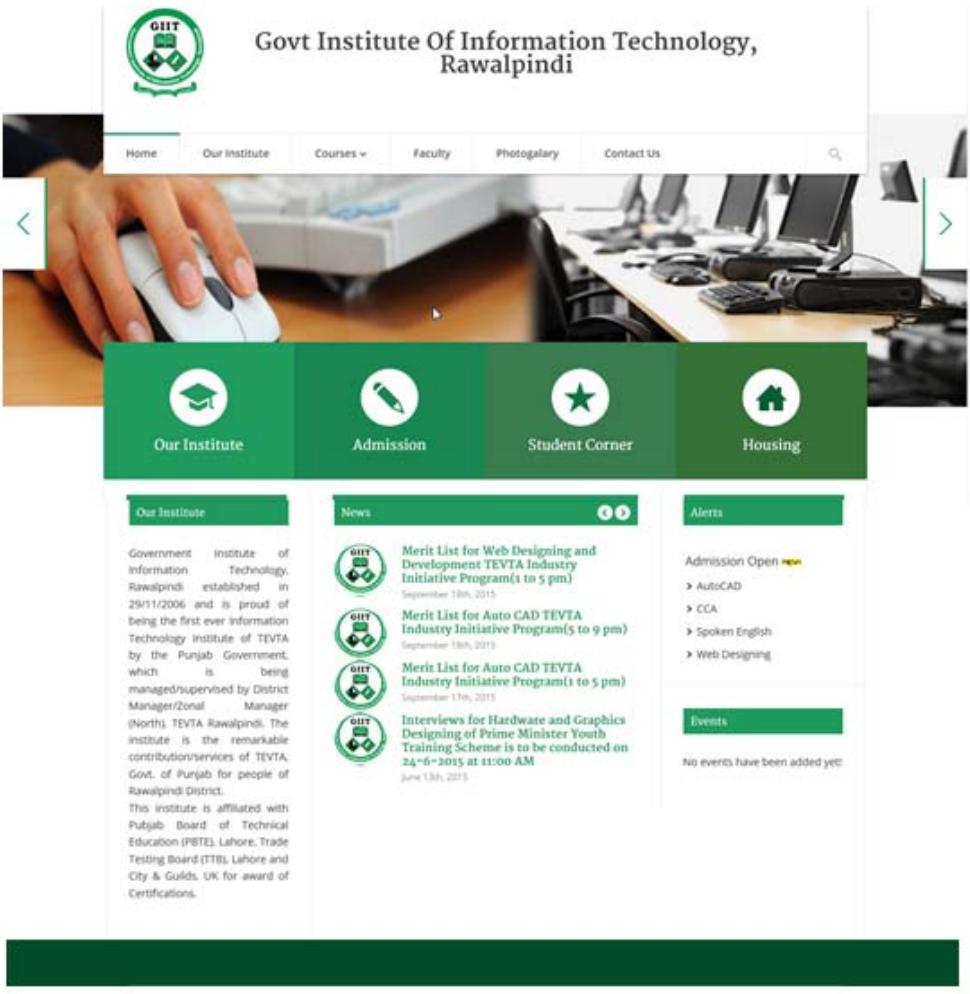 GIIT
Govt Institute Of Information Technology,
Rawalpindi
Home Our Institute Courses Faculty Photogalary Contact Us
Our Institute Admission Student Corner Housing
Our Institute
Government Institute of
Information Technology,
Rawalpindi established in
29/11/2006 and is proud of
being the first ever Information
Technology institute of TEVTA
by the Punjab Government,
which is being
managed/supervised by District
Manager/Zonal Manager
(North), TEVTA Rawalpindi. The
institute is the remarkable
contribution/services of TEVTA,
Govt. of Punjab for people of
Rawalpindi District.
This institute is affiliated with
Pubjab Board of Technical
Education (PBTE), Lahore, Trade
Testing Board (TTB), Lahore and
City & Guilds, UK for award of
Certifications.
News
GIIT
Merit List for Web Designing and
Development TEVTA Industry
Initiative Program(1 to 5 pm)
September 18th, 2015
GIIT
Merit List for Auto CAD TEVTA
Industry Initiative Program(5 to 9 pm)
September 18th, 2015
GIIT
Merit List for Auto CAD TEVTA
Industry Initiative Program(1 to 5 pm)
September 17th, 2015
GIIT
Interviews for Hardware and Graphics
Designing of Prime Minister Youth
Training Scheme is to be conducted on
24-6-2015 at 11:00 AM
June 13th, 2015
Alerts
Admission Open new
> AutoCAD
> CCA
> Spoken English
> Web Designing
Events
No events have been added yet!